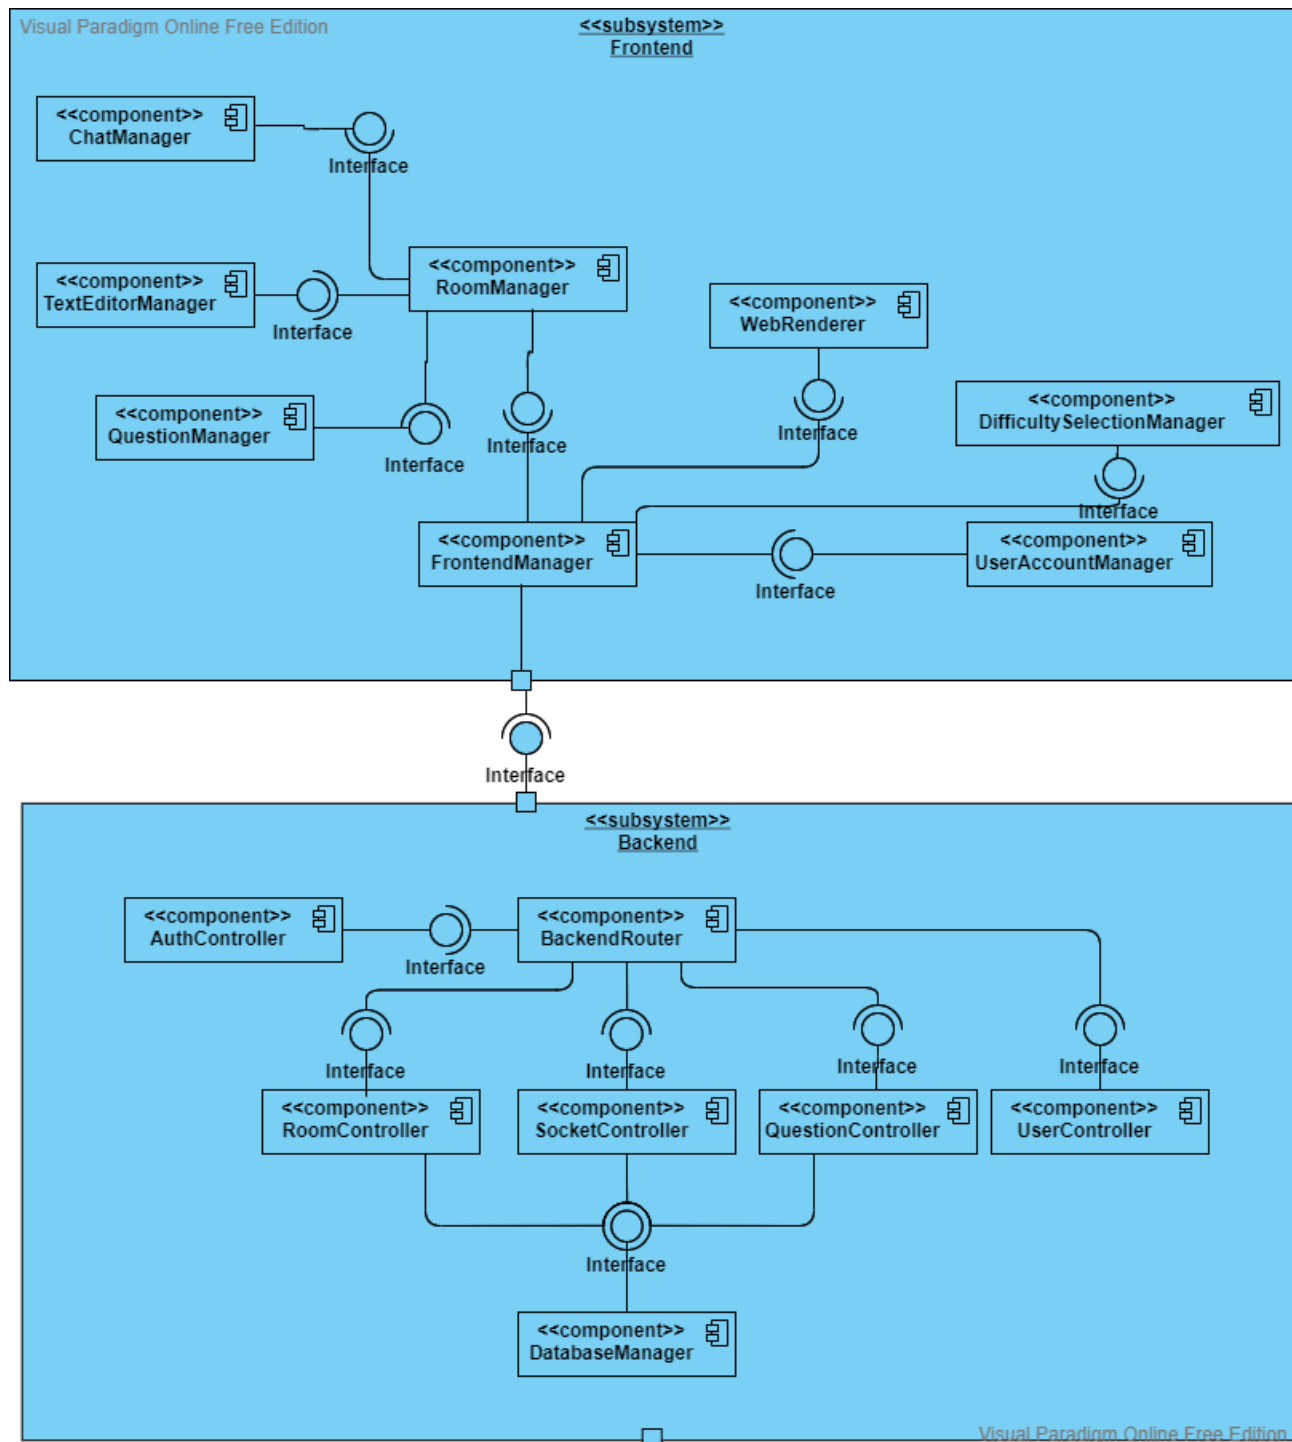 Visual Paradigm Online Free Edition
<<subsystem>>
Frontend
<<component>>
ChatManager
Interface
<<component>>
RoomManager
<<component>>
TextEditorManager
Interface
<<component>>
WebRenderer
<<component>>
QuestionManager
Interface
Interface
Interface
<<component>>
DifficultySelectionManager
Interface
<<component>>
FrontendManager
<<component>>
UserAccountManager
Interface
Interface
<<subsystem>>
Backend
<<component>>
AuthController
Interface
<<component>>
BackendRouter
Interface
Interface
Interface
Interface
<<component>>
RoomController
<<component>>
SocketController
<<component>>
QuestionController
<<component>>
UserController
Interface
<<component>>
DatabaseManager
Visual Paradigm Online Free Edition